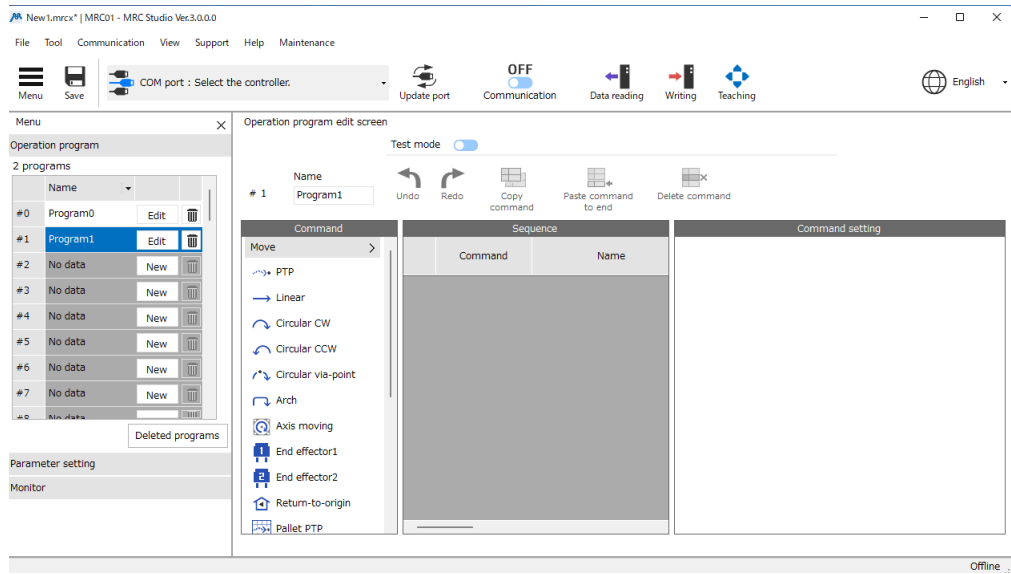 New1.mrcx* | MRC01 - MRC Studio Ver.3.0.0.0
File Tool Communication View Support Help Maintenance
Menu
Save
COM port : Select the controller.
Update port
OFF
Communication
Data reading
Writing
Teaching
English
Menu
Operation program
2 programs
Name
#0 Program0 Edit
#1 Program1 Edit
#2 No data New
#3 No data New
#4 No data New
#5 No data New
#6 No data New
#7 No data New
#8 No data
Deleted programs
Parameter setting
Monitor
Operation program edit screen
Test mode
# 1
Name
Program1
Undo
Redo
Copy
command
Paste command
to end
Delete command
Command
Move
PTP
Linear
Circular CW
Circular CCW
Circular via-point
Arch
Axis moving
1 End effector1
2 End effector2
Return-to-origin
Pallet PTP
Sequence
Command Name
Command setting
Offline